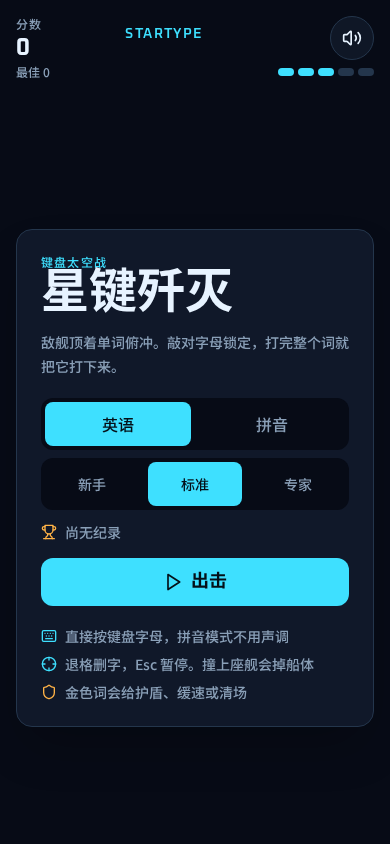 分数
0
最佳 0
STARTYPE
键盘太空战
星键歼灭
敌舰顶着单词俯冲。敲对字母锁定，打完整个词就
把它打下来。
英语
拼音
新手
标准
专家
尚无纪录
出击
直接按键盘字母，拼音模式不用声调
退格删字，Esc 暂停。撞上座舰会掉船体
金色词会给护盾、缓速或清场